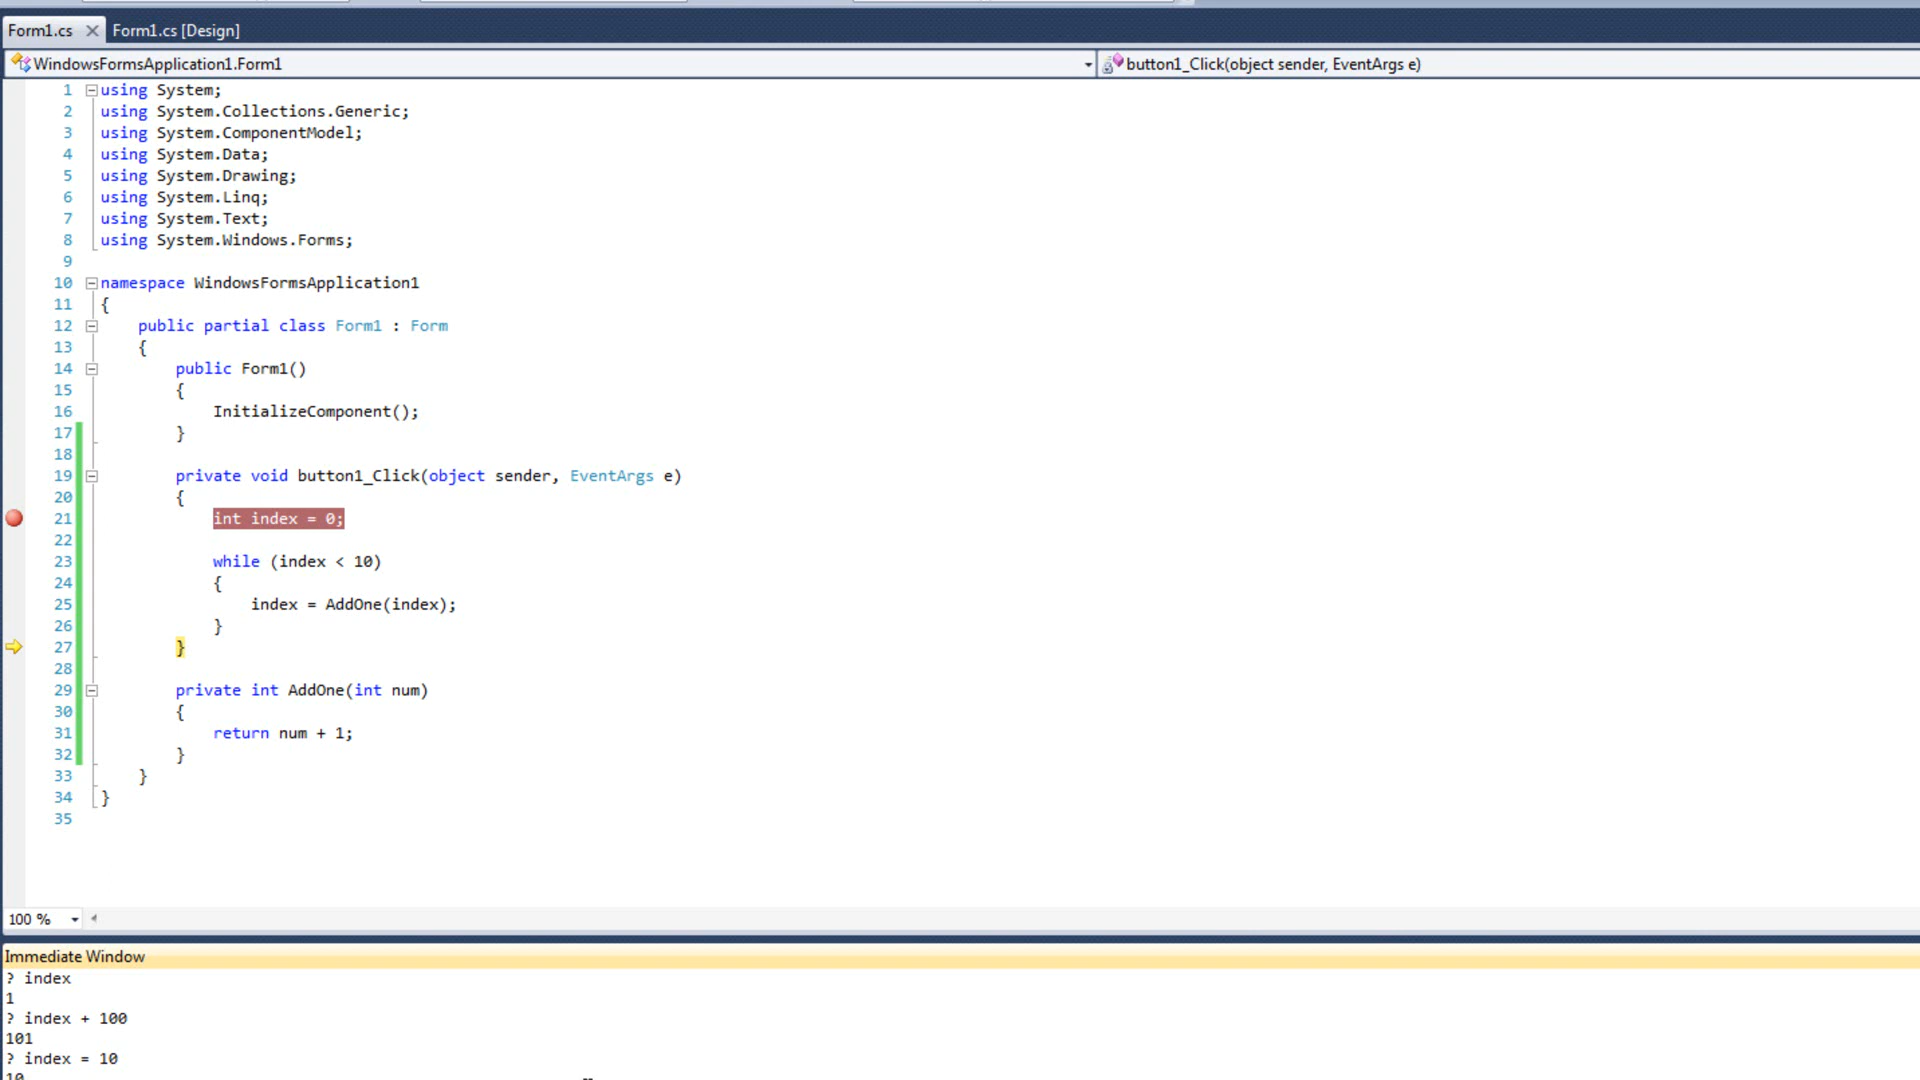 Form1.cs Form1.cs [Design]
WindowsFormsApplication1.Form1 button1_Click(object sender, EventArgs e)
1 using System;
2 using System.Collections.Generic;
3 using System.ComponentModel;
4 using System.Data;
5 using System.Drawing;
6 using System.Linq;
7 using System.Text;
8 using System.Windows.Forms;
9
10 namespace WindowsFormsApplication1
11 {
12 public partial class Form1 : Form
13 {
14 public Form1()
15 {
16 InitializeComponent();
17 }
18
19 private void button1_Click(object sender, EventArgs e)
20 {
21 int index = 0;
22
23 while (index < 10)
24 {
25 index = AddOne(index);
26 }
27 }
28
29 private int AddOne(int num)
30 {
31 return num + 1;
32 }
33 }
34 }
35
100 %
Immediate Window
? index
1
? index + 100
101
? index = 10
10